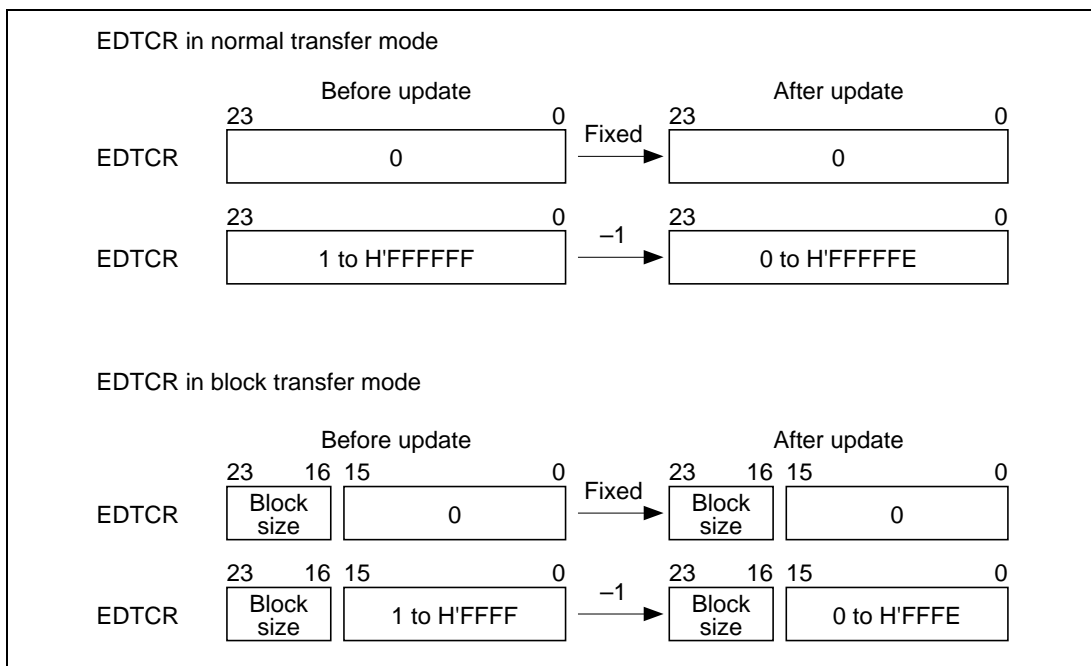 EDTCR in normal transfer mode
Before update After update
23 0 Fixed 23 0
EDTCR 0 0
23 0 –1 23 0
EDTCR 1 to H'FFFFFF 0 to H'FFFFFE
EDTCR in block transfer mode
Before update After update
23 16 15 0 Fixed 23 16 15 0
EDTCR Block size 0 Block size 0
23 16 15 0 –1 23 16 15 0
EDTCR Block size 1 to H'FFFF Block size 0 to H'FFFE